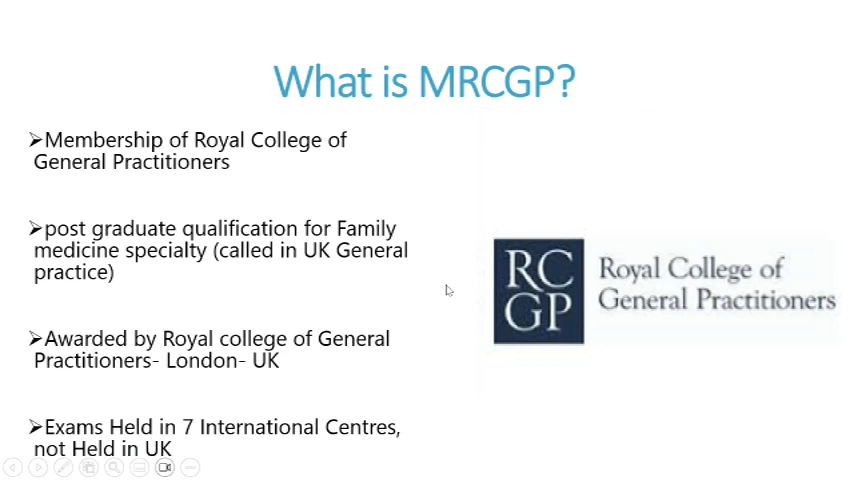 What is MRCGP?
➢Membership of Royal College of
General Practitioners
➢post graduate qualification for Family
medicine specialty (called in UK General
practice)
➢Awarded by Royal college of General
Practitioners- London- UK
➢Exams Held in 7 International Centres,
not Held in UK
RC
GP
Royal College of
General Practitioners